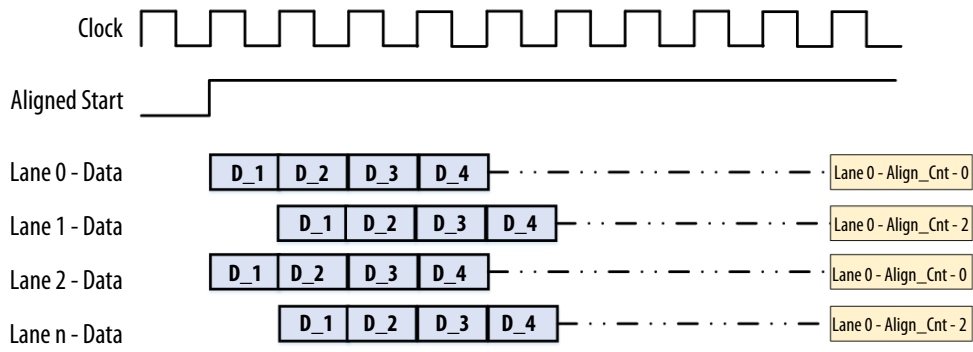 Clock
Aligned Start
Lane 0 - Data D_1 D_2 D_3 D_4 Lane 0 - Align_Cnt - 0
Lane 1 - Data D_1 D_2 D_3 D_4 Lane 0 - Align_Cnt - 2
Lane 2 - Data D_1 D_2 D_3 D_4 Lane 0 - Align_Cnt - 0
Lane n - Data D_1 D_2 D_3 D_4 Lane 0 - Align_Cnt - 2